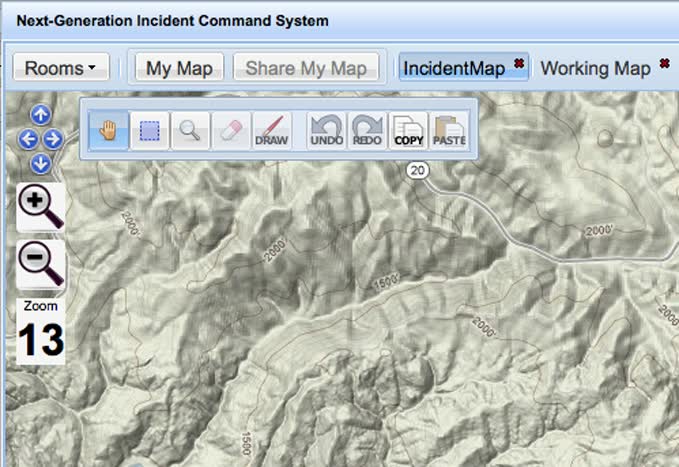 Next-Generation Incident Command System
Rooms My Map Share My Map IncidentMap Working Map
DRAW UNDO REDO COPY PASTE
20
2000'
2000'
2000'
1500'
Zoom
13
2000'
2000'
1500'